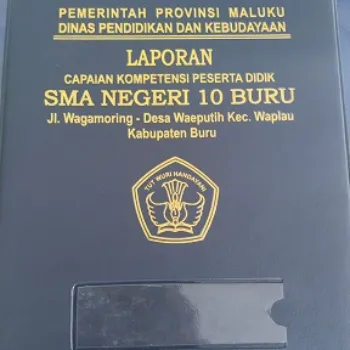 PEMERINTAH PROVINSI MALUKU
DINAS PENDIDIKAN DAN KEBUDAYAAN
LAPORAN
CAPAIAN KOMPETENSI PESERTA DIDIK
SMA NEGERI 10 BURU
Jl. Wagamoring - Desa Waeputih Kec. Waplau
Kabupaten Buru
TUT WURI HANDAYANI